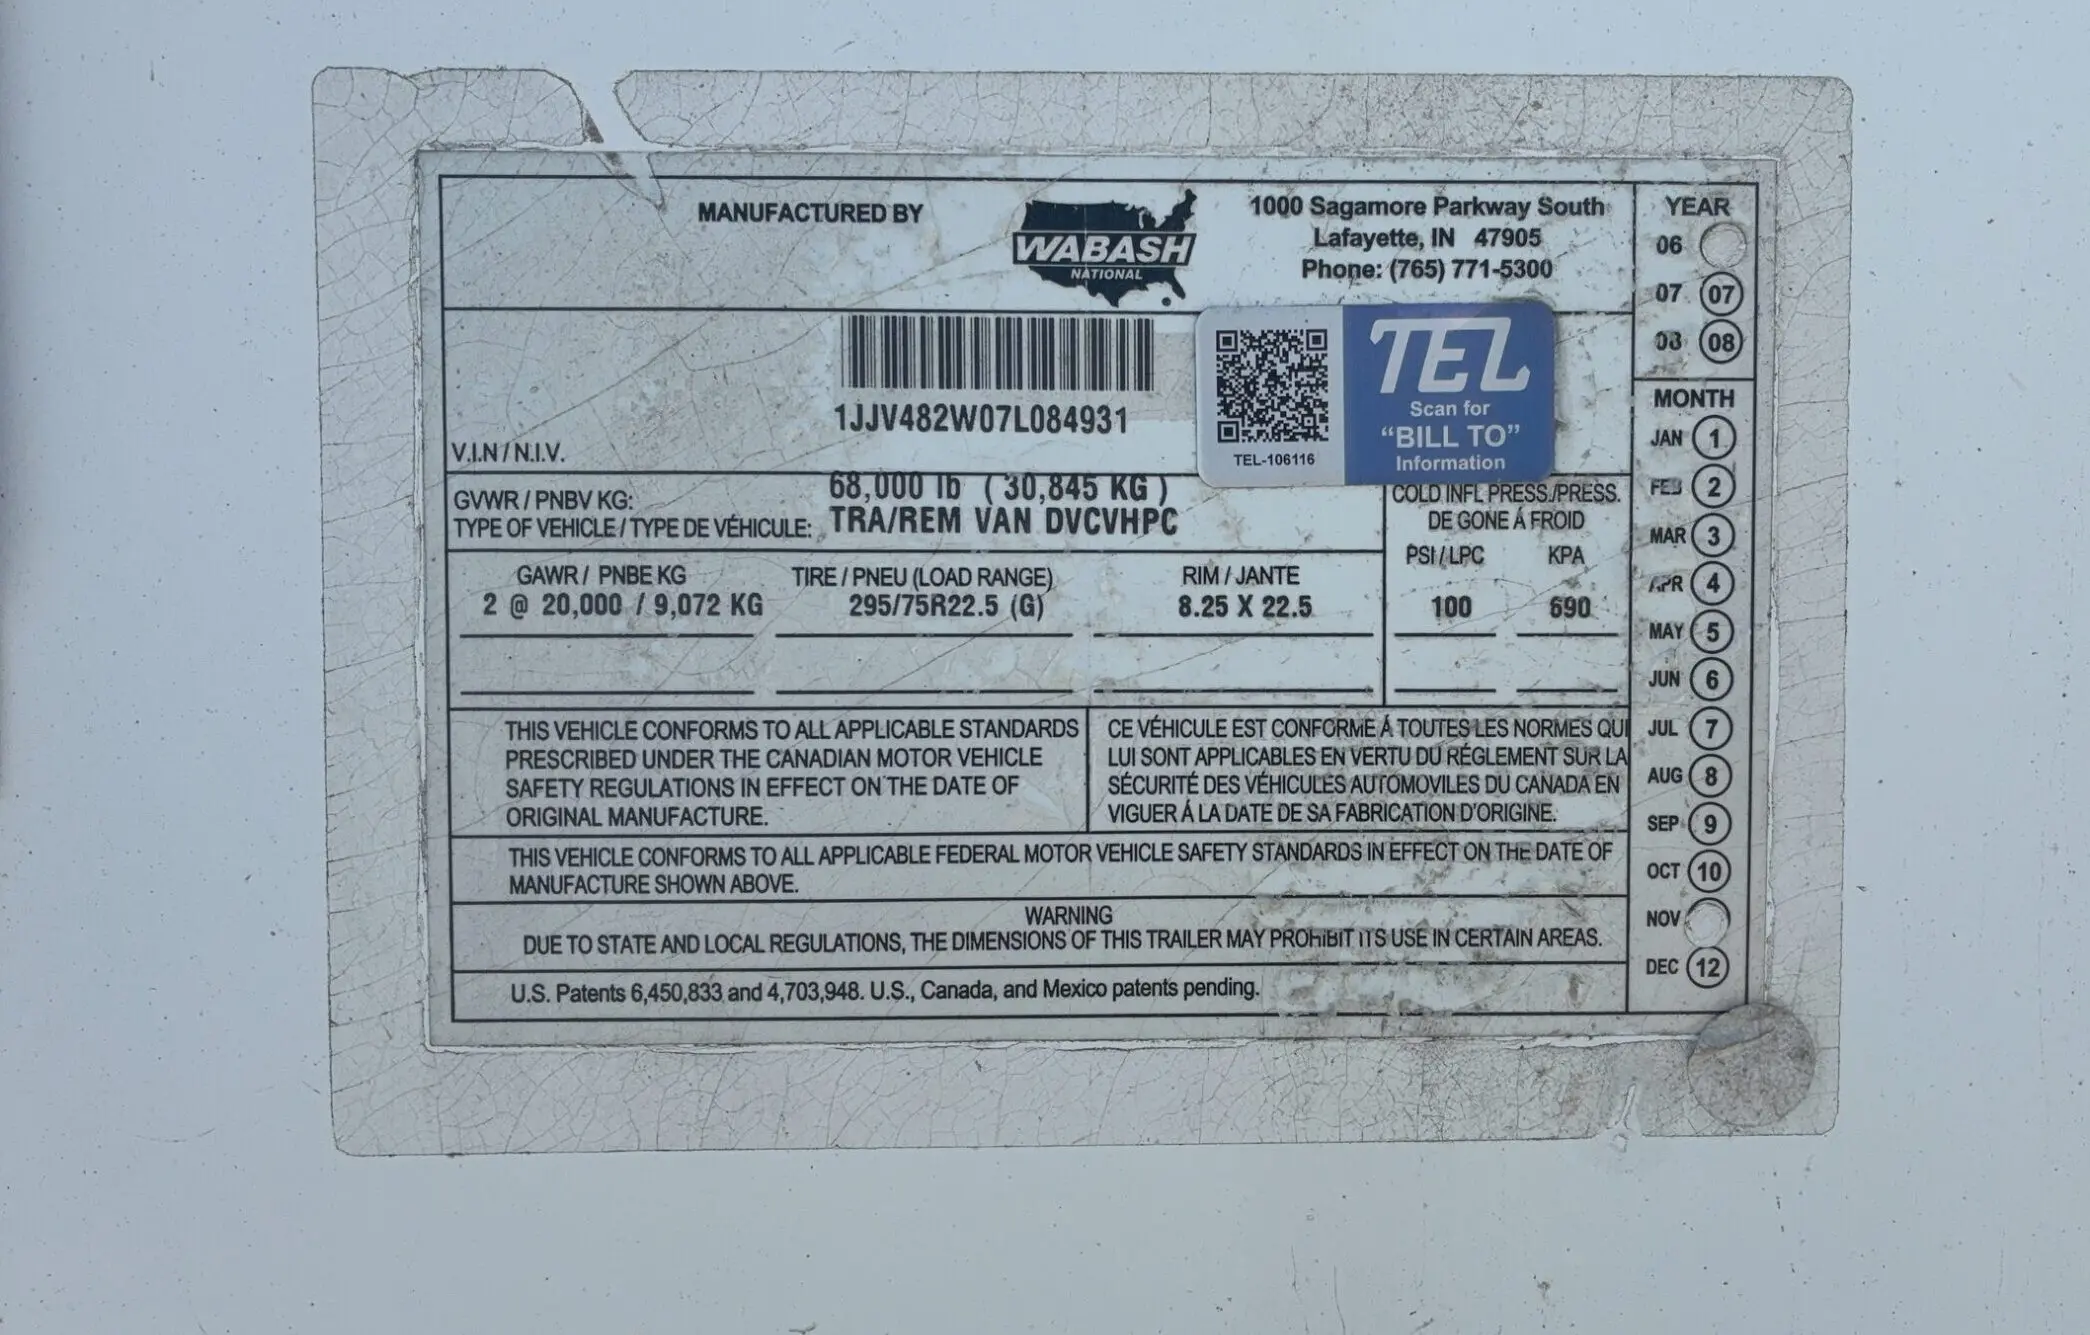 MANUFACTURED BY
WABASH
NATIONAL
1000 Sagamore Parkway South
Lafayette, IN 47905
Phone: (765) 771-5300
YEAR
06
07 07
08 08
1JJV482W07L084931
V.I.N / N.I.V.
TEL-106116
TEL
Scan for
"BILL TO"
Information
GVWR / PNBV KG: 68,000 lb ( 30,845 KG )
TYPE OF VEHICLE / TYPE DE VÉHICULE: TRA/REM VAN DVCVHPC
COLD INFL PRESS./PRESS.
DE GONE Á FROID
PSI / LPC KPA
GAWR / PNBE KG TIRE / PNEU (LOAD RANGE) RIM / JANTE
2 @ 20,000 / 9,072 KG 295/75R22.5 (G) 8.25 X 22.5 100 690
THIS VEHICLE CONFORMS TO ALL APPLICABLE STANDARDS
PRESCRIBED UNDER THE CANADIAN MOTOR VEHICLE
SAFETY REGULATIONS IN EFFECT ON THE DATE OF
ORIGINAL MANUFACTURE.
CE VÉHICULE EST CONFORME Á TOUTES LES NORMES QUI
LUI SONT APPLICABLES EN VERTU DU RÉGLEMENT SUR LA
SÉCURITÉ DES VÉHICULES AUTOMOVILES DU CANADA EN
VIGUER Á LA DATE DE SA FABRICATION D'ORIGINE.
THIS VEHICLE CONFORMS TO ALL APPLICABLE FEDERAL MOTOR VEHICLE SAFETY STANDARDS IN EFFECT ON THE DATE OF
MANUFACTURE SHOWN ABOVE.
WARNING
DUE TO STATE AND LOCAL REGULATIONS, THE DIMENSIONS OF THIS TRAILER MAY PROHIBIT ITS USE IN CERTAIN AREAS.
U.S. Patents 6,450,833 and 4,703,948. U.S., Canada, and Mexico patents pending.
MONTH
JAN 1
FEB 2
MAR 3
APR 4
MAY 5
JUN 6
JUL 7
AUG 8
SEP 9
OCT 10
NOV
DEC 12